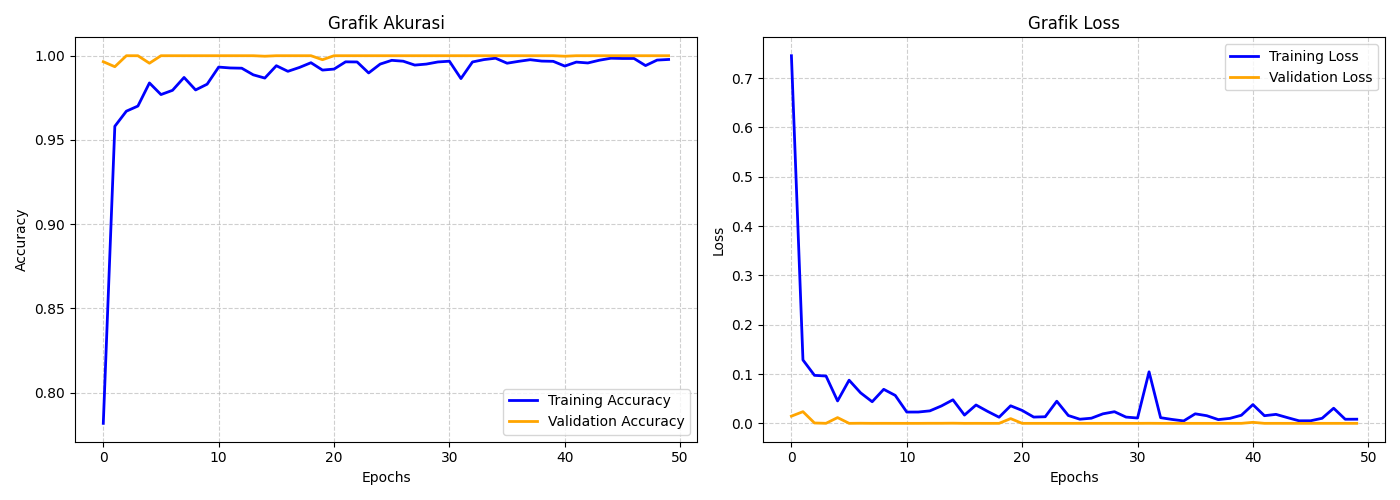 Grafik Akurasi
1.00
0.95
0.90
0.85
0.80
Accuracy
0 10 20 30 40 50
Epochs
Training Accuracy
Validation Accuracy
Grafik Loss
0.7
0.6
0.5
0.4
0.3
0.2
0.1
0.0
Loss
0 10 20 30 40 50
Epochs
Training Loss
Validation Loss